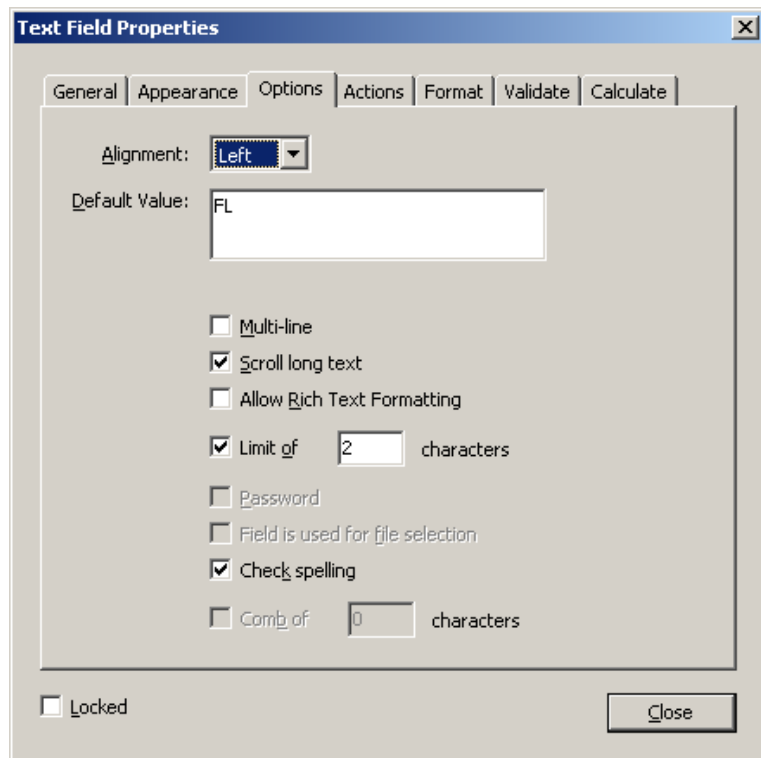 Text Field Properties
General Appearance Options Actions Format Validate Calculate
Alignment: Left
Default Value: FL
Multi-line
Scroll long text
Allow Rich Text Formatting
Limit of 2 characters
Password
Field is used for file selection
Check spelling
Comb of 0 characters
Locked Close